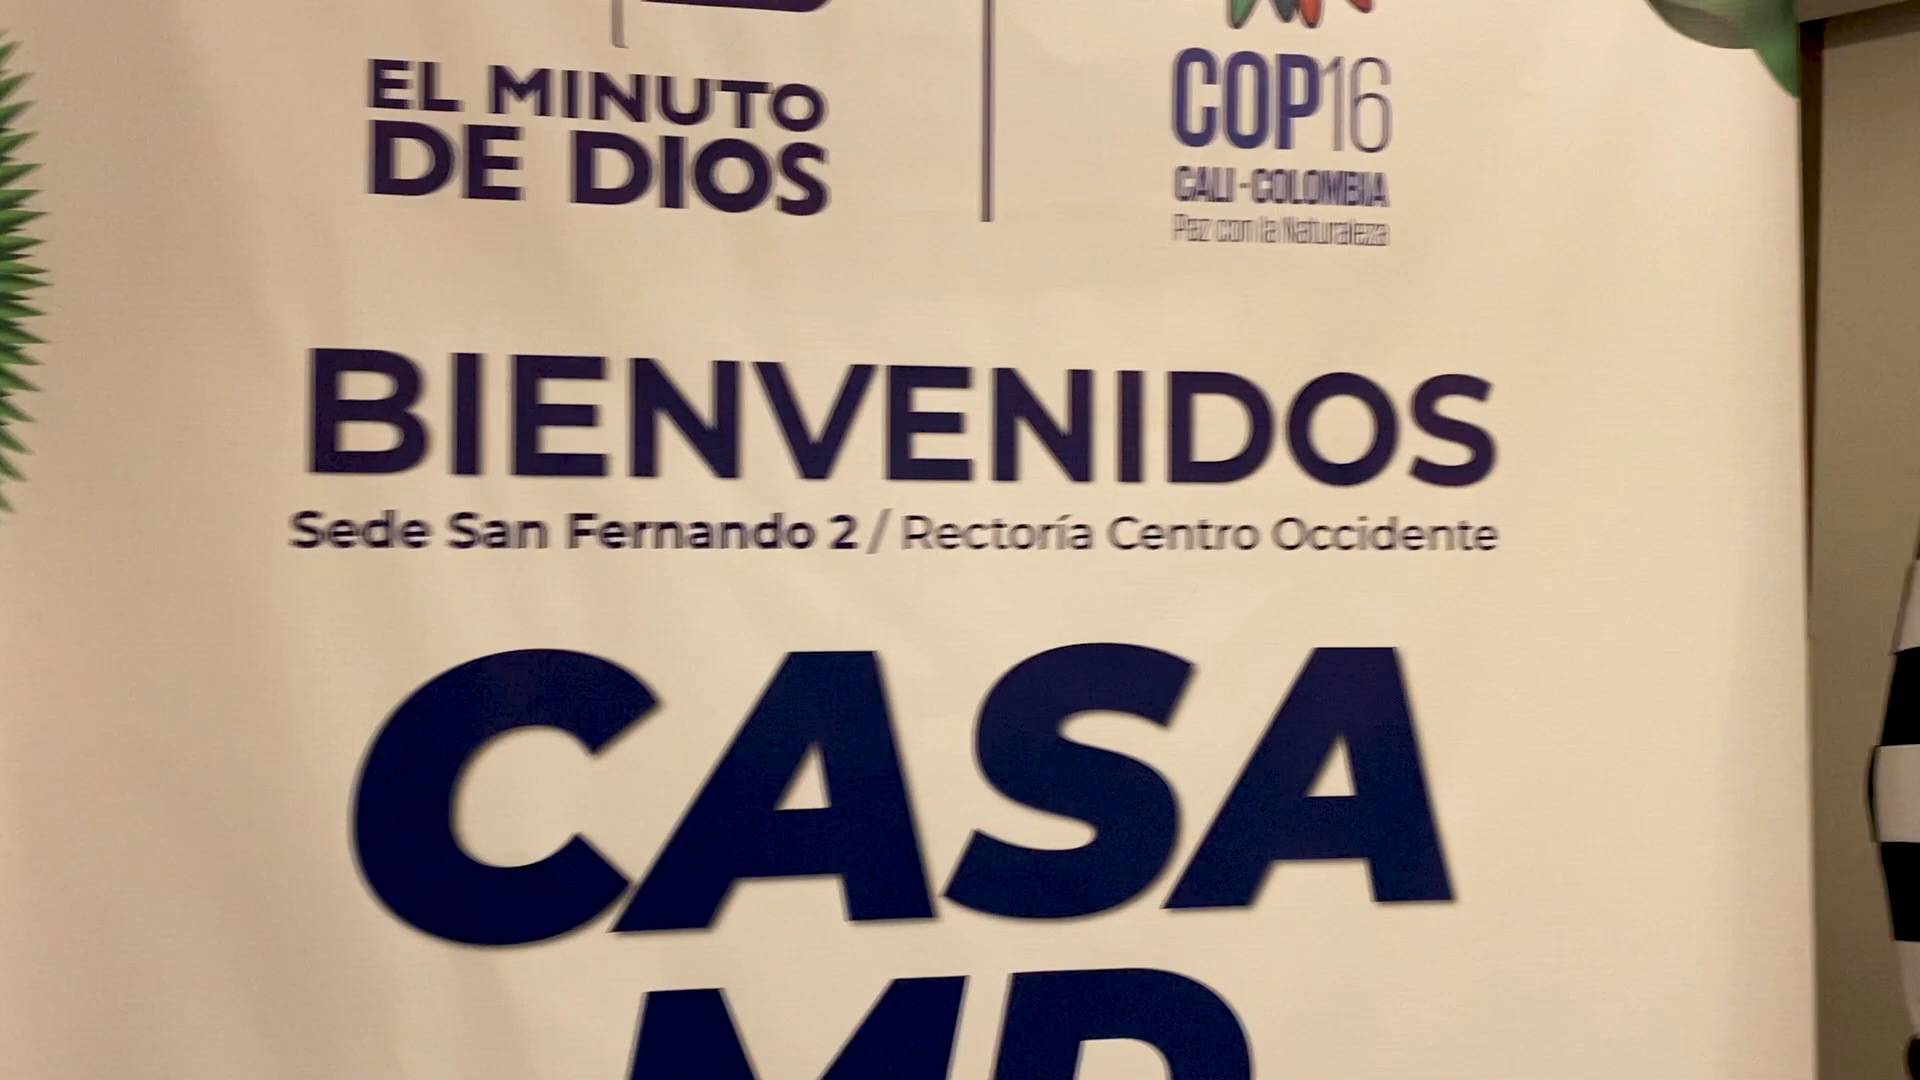 EL MINUTO
DE DIOS
COP16
CALI - COLOMBIA
Paz con la Naturaleza
BIENVENIDOS
Sede San Fernando 2 / Rectoría Centro Occidente
CASA
MD